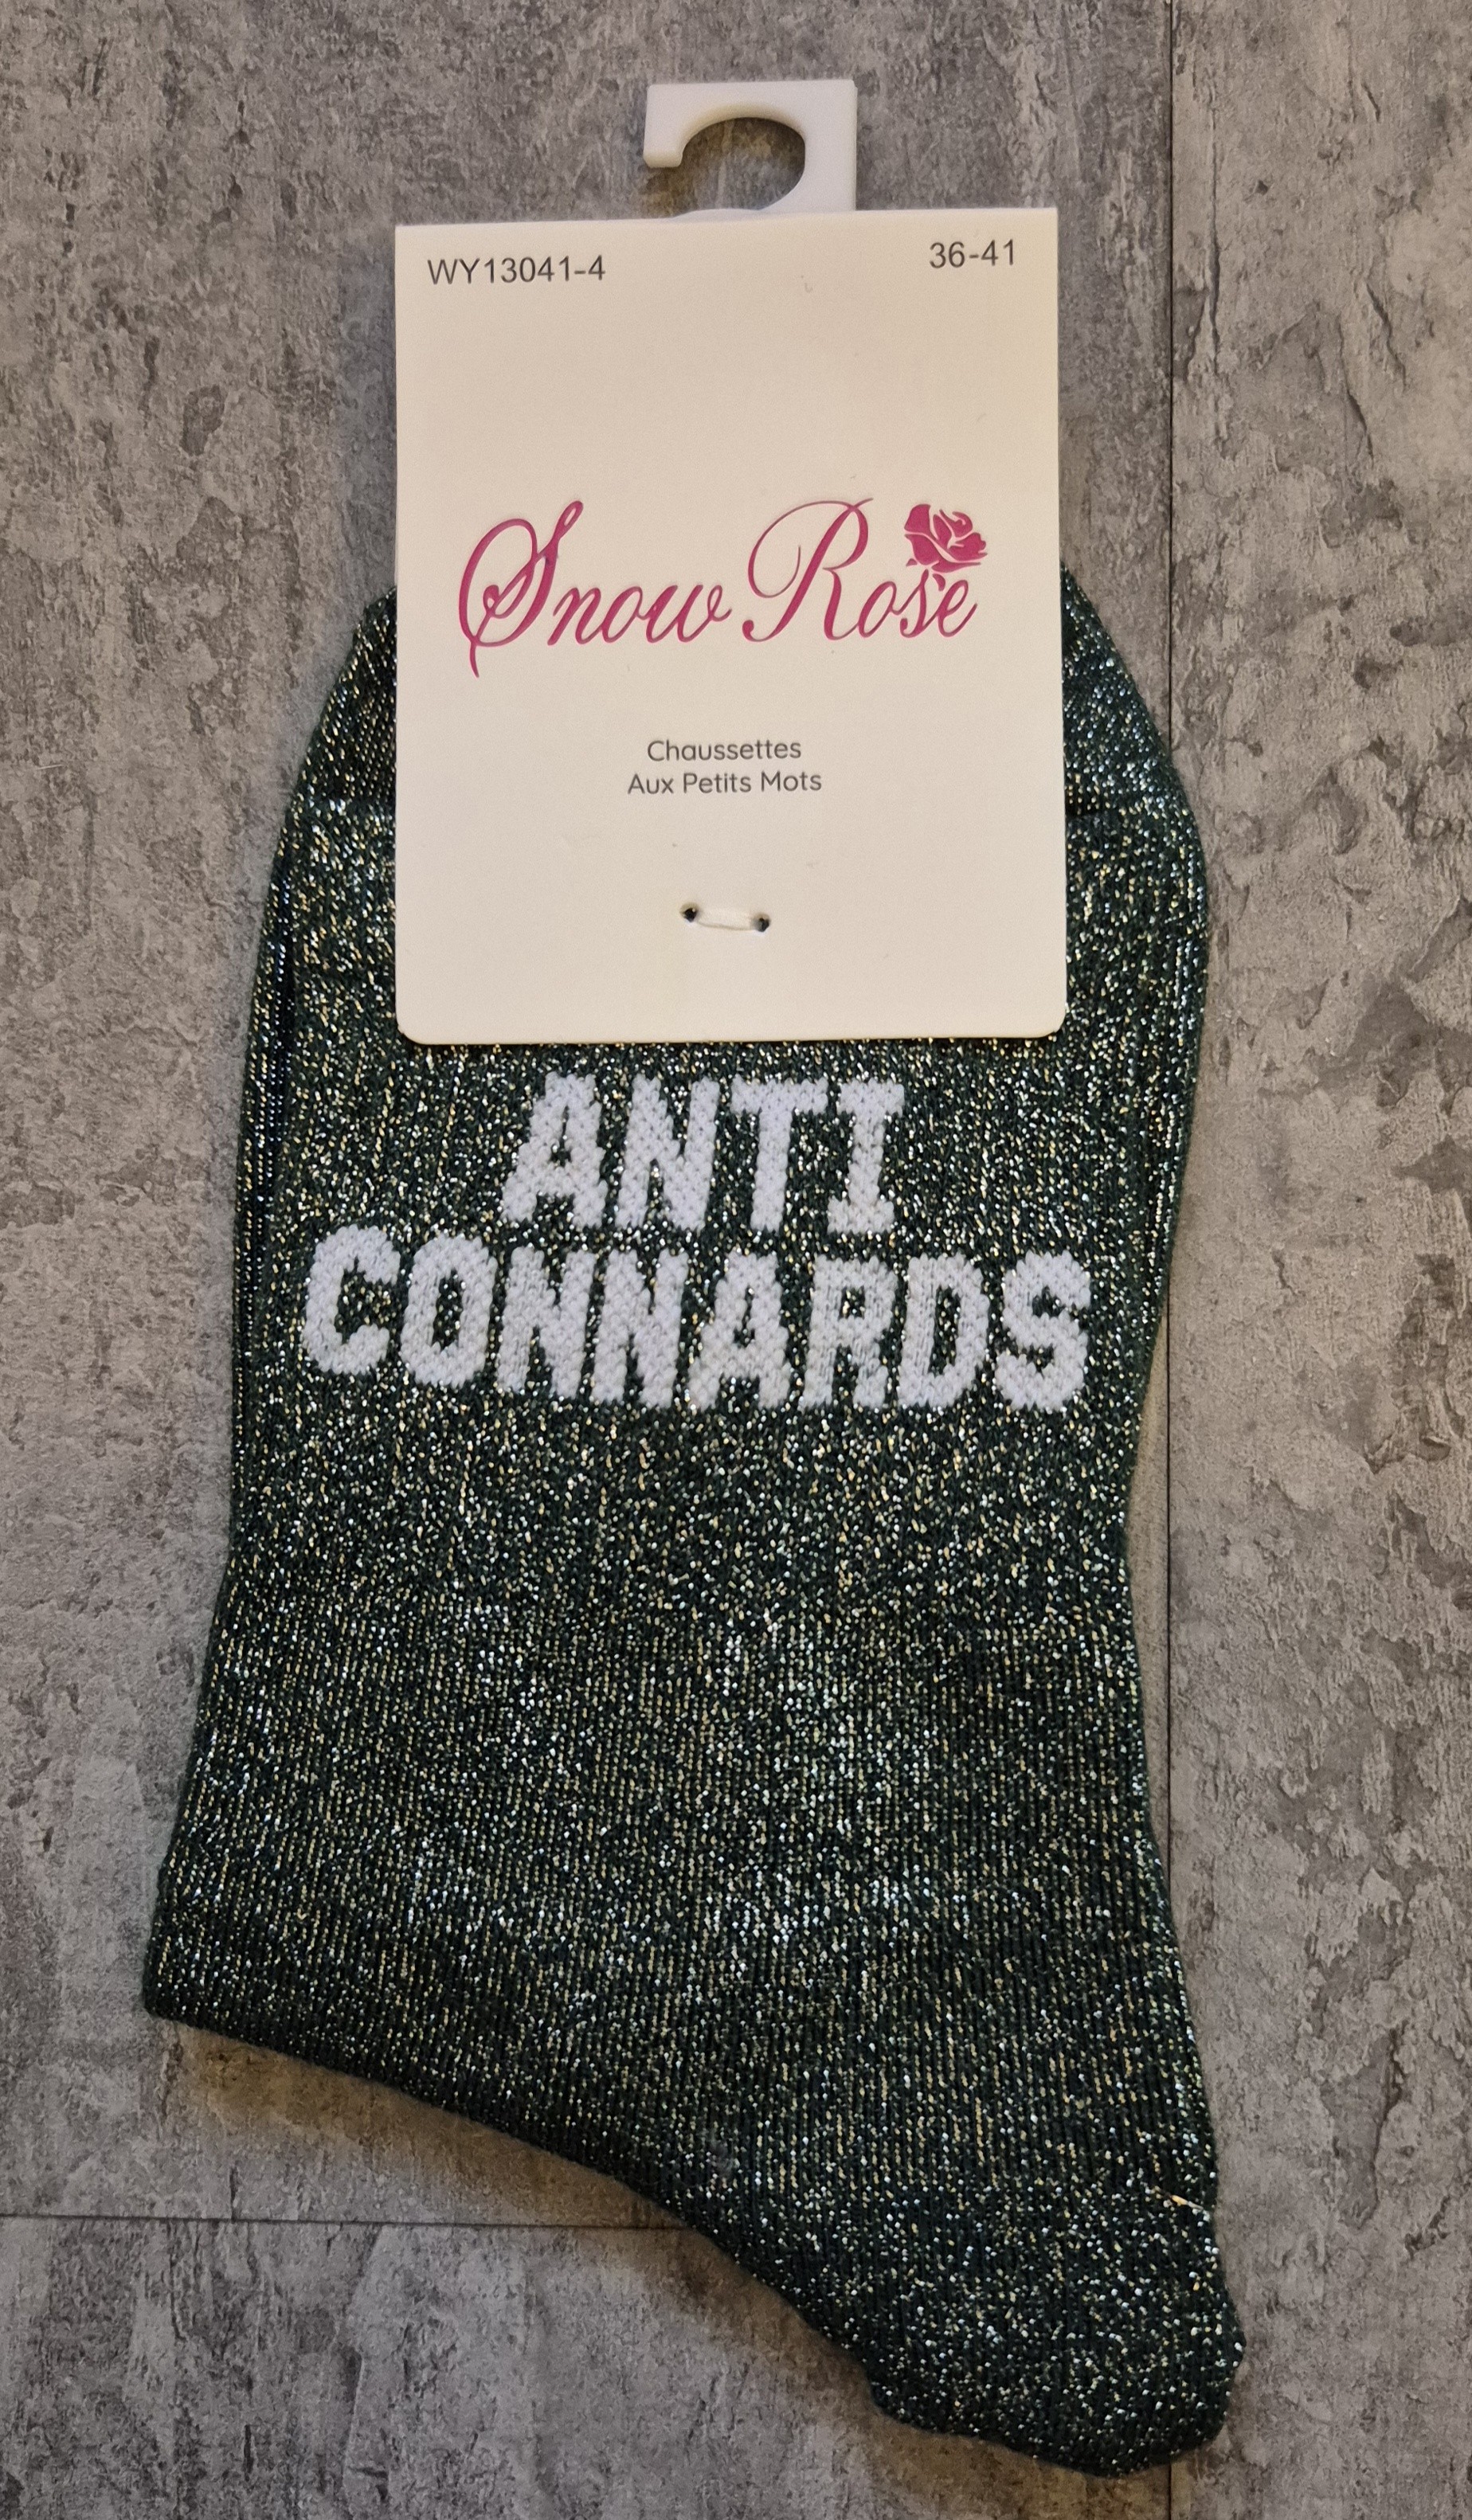 WY13041-4 36-41
Snow Rose
Chaussettes
Aux Petits Mots
ANTI
CONNARDS